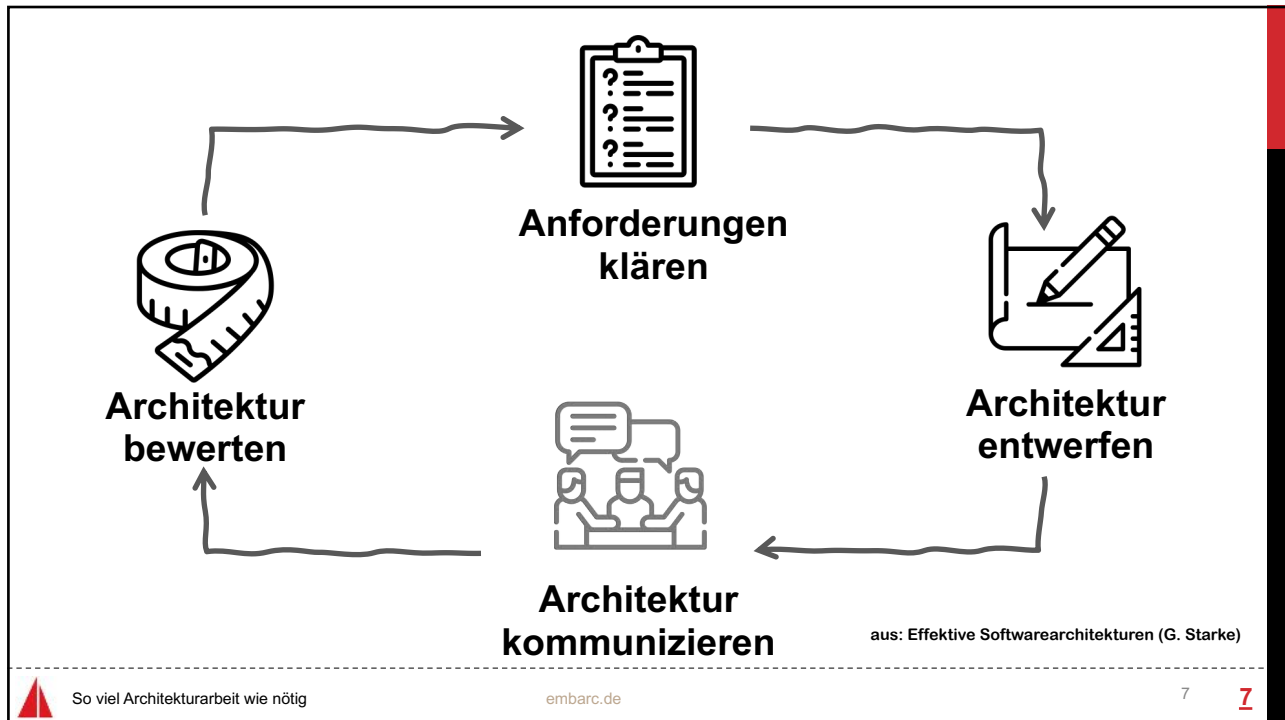 Anforderungen
klären
Architektur
bewerten
Architektur
entwerfen
Architektur
kommunizieren
aus: Effektive Softwarearchitekturen (G. Starke)
So viel Architekturarbeit wie nötig
embarc.de
7
7